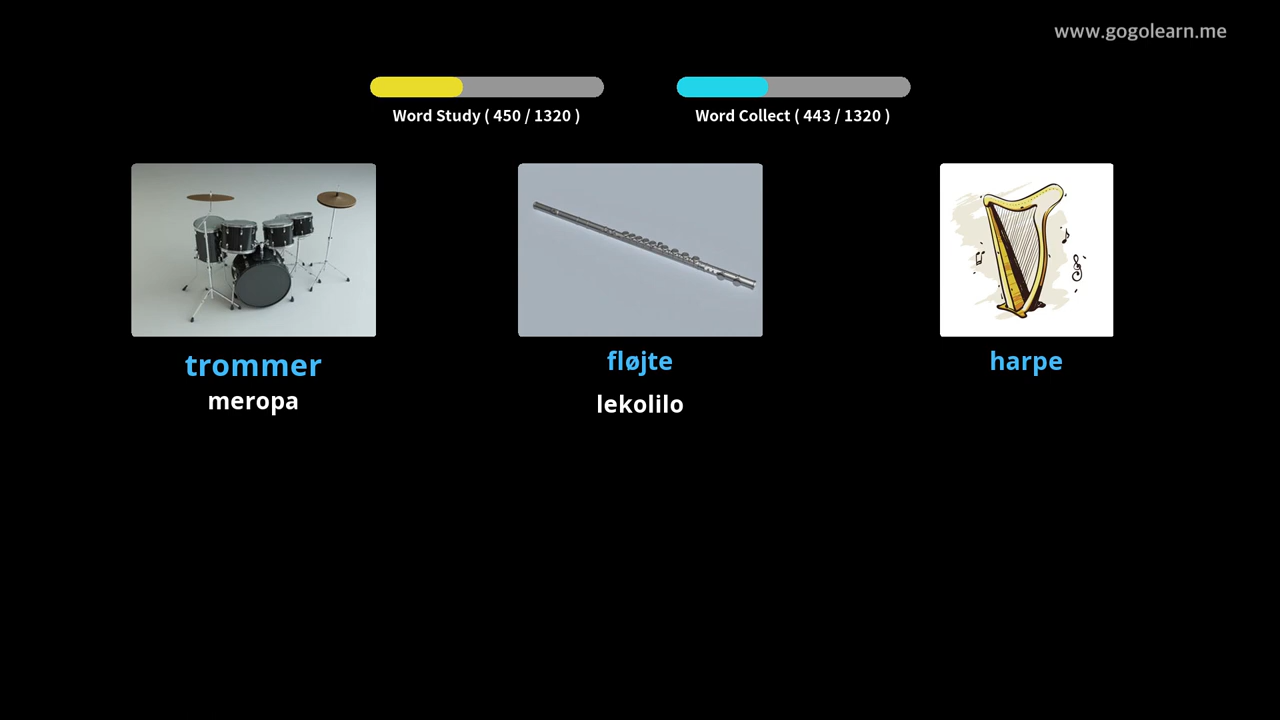 www.gogolearn.me
Word Study ( 450 / 1320 )
Word Collect ( 443 / 1320 )
trommer
meropa
fløjte
lekolilo
harpe